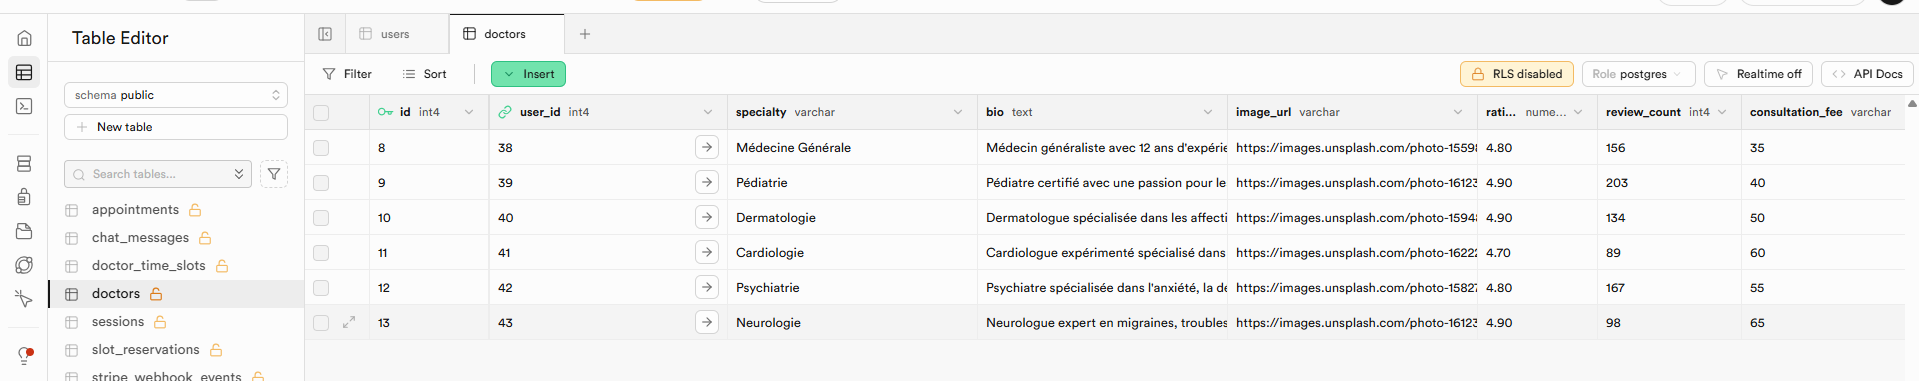 Table Editor
users
doctors
schema public
New table
Search tables...
appointments
chat_messages
doctor_time_slots
doctors
sessions
slot_reservations
stripe_webhook_events
Filter
Sort
Insert
RLS disabled
Role postgres
Realtime off
API Docs
id int4 user_id int4 specialty varchar bio text image_url varchar rati... nume... review_count int4 consultation_fee varchar
8 38 Médecine Générale Médecin généraliste avec 12 ans d'expérie https://images.unsplash.com/photo-1559 4.80 156 35
9 39 Pédiatrie Pédiatre certifié avec une passion pour le https://images.unsplash.com/photo-16123 4.90 203 40
10 40 Dermatologie Dermatologue spécialisée dans les affecti https://images.unsplash.com/photo-1594 4.90 134 50
11 41 Cardiologie Cardiologue expérimenté spécialisé dans https://images.unsplash.com/photo-1622 4.70 89 60
12 42 Psychiatrie Psychiatre spécialisée dans l'anxiété, la de https://images.unsplash.com/photo-1582 4.80 167 55
13 43 Neurologie Neurologue expert en migraines, troubles https://images.unsplash.com/photo-16123 4.90 98 65